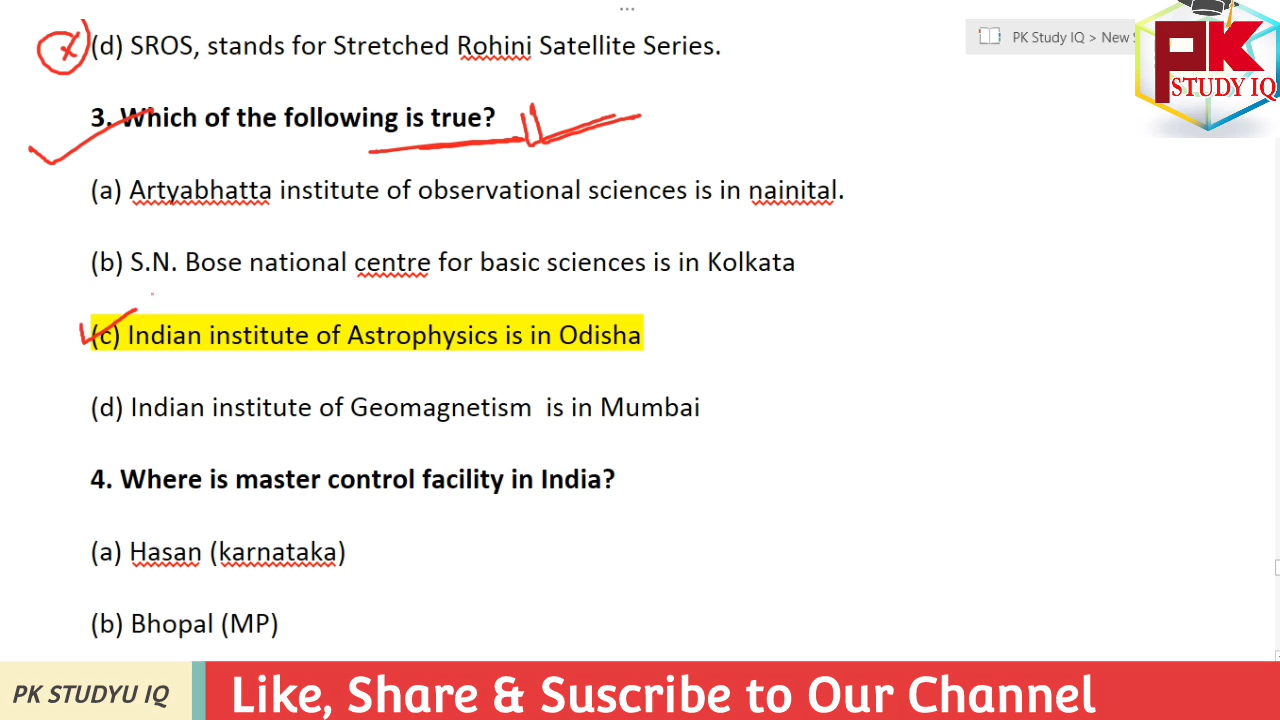 ...
(d) SROS, stands for Stretched Rohini Satellite Series.
PK Study IQ > New S
PK
STUDY IQ
3. Which of the following is true?
(a) Artyabhatta institute of observational sciences is in nainital.
(b) S.N. Bose national centre for basic sciences is in Kolkata
(c) Indian institute of Astrophysics is in Odisha
(d) Indian institute of Geomagnetism is in Mumbai
4. Where is master control facility in India?
(a) Hasan (karnataka)
(b) Bhopal (MP)
PK STUDYU IQ
Like, Share & Suscribe to Our Channel